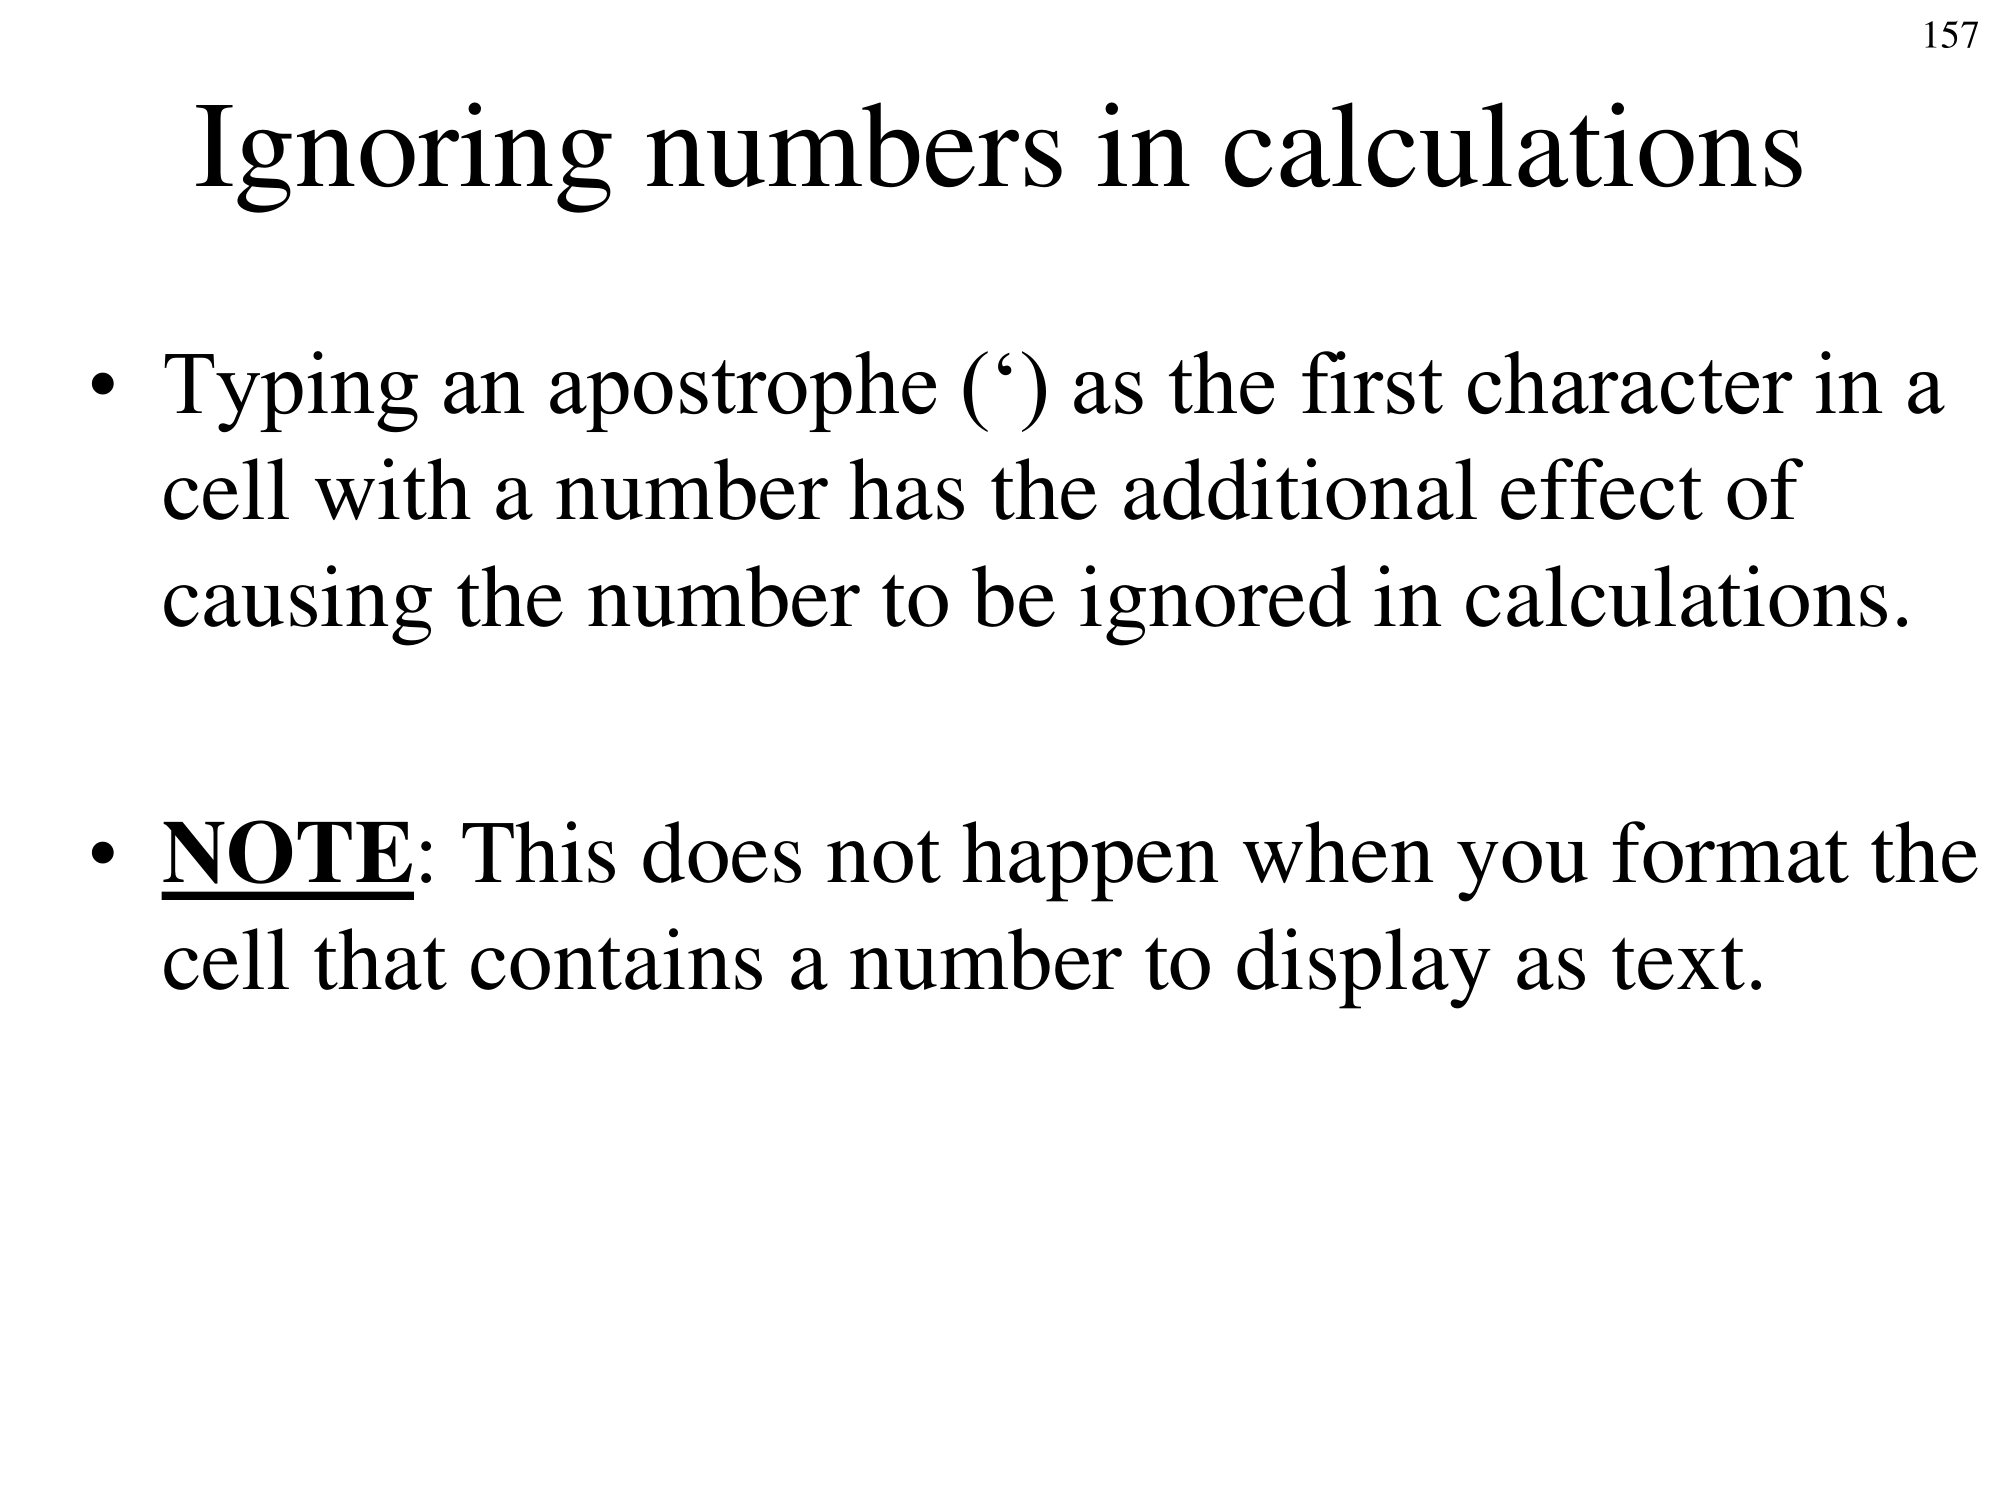 157
Ignoring numbers in calculations
• Typing an apostrophe (‘) as the first character in a
cell with a number has the additional effect of
causing the number to be ignored in calculations.
• NOTE: This does not happen when you format the
cell that contains a number to display as text.